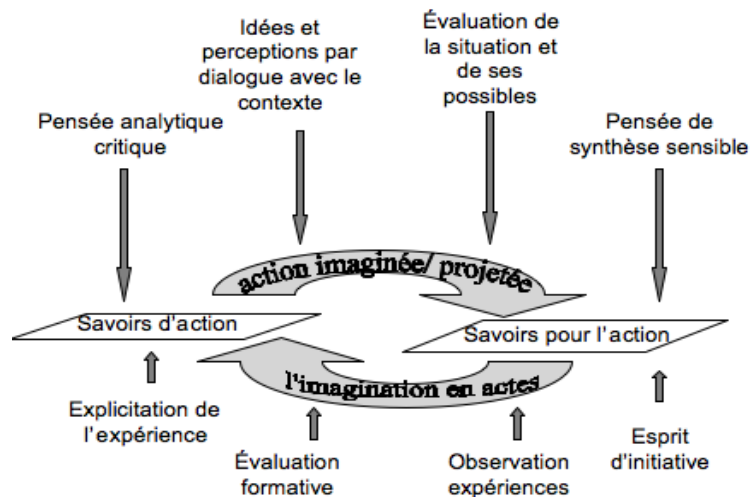 Idées et
perceptions par
dialogue avec le
contexte
Évaluation de
la situation et
de ses
possibles
Pensée analytique
critique
Pensée de
synthèse sensible
action imaginée/ projetée
Savoirs d'action
Savoirs pour l'action
l'imagination en actes
Explicitation de
l'expérience
Évaluation
formative
Observation
expériences
Esprit
d'initiative